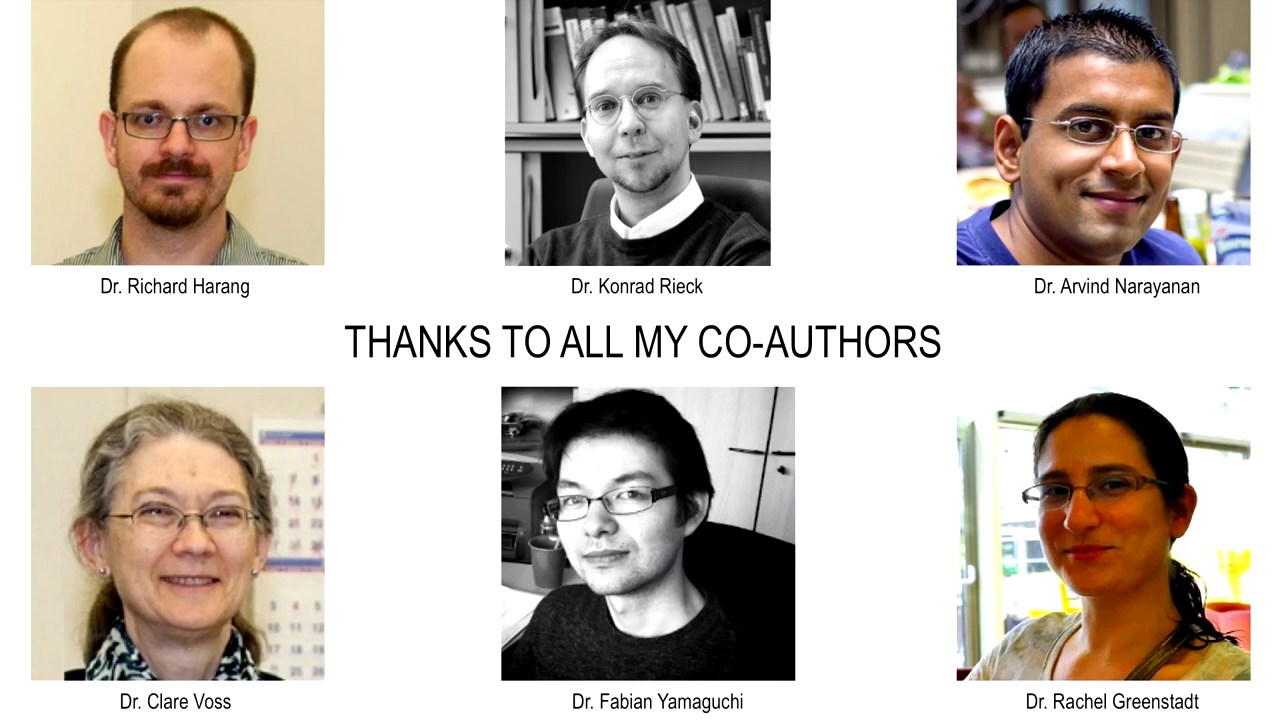 Dr. Richard Harang
Dr. Konrad Rieck
Dr. Arvind Narayanan
THANKS TO ALL MY CO-AUTHORS
Dr. Clare Voss
Dr. Fabian Yamaguchi
Dr. Rachel Greenstadt